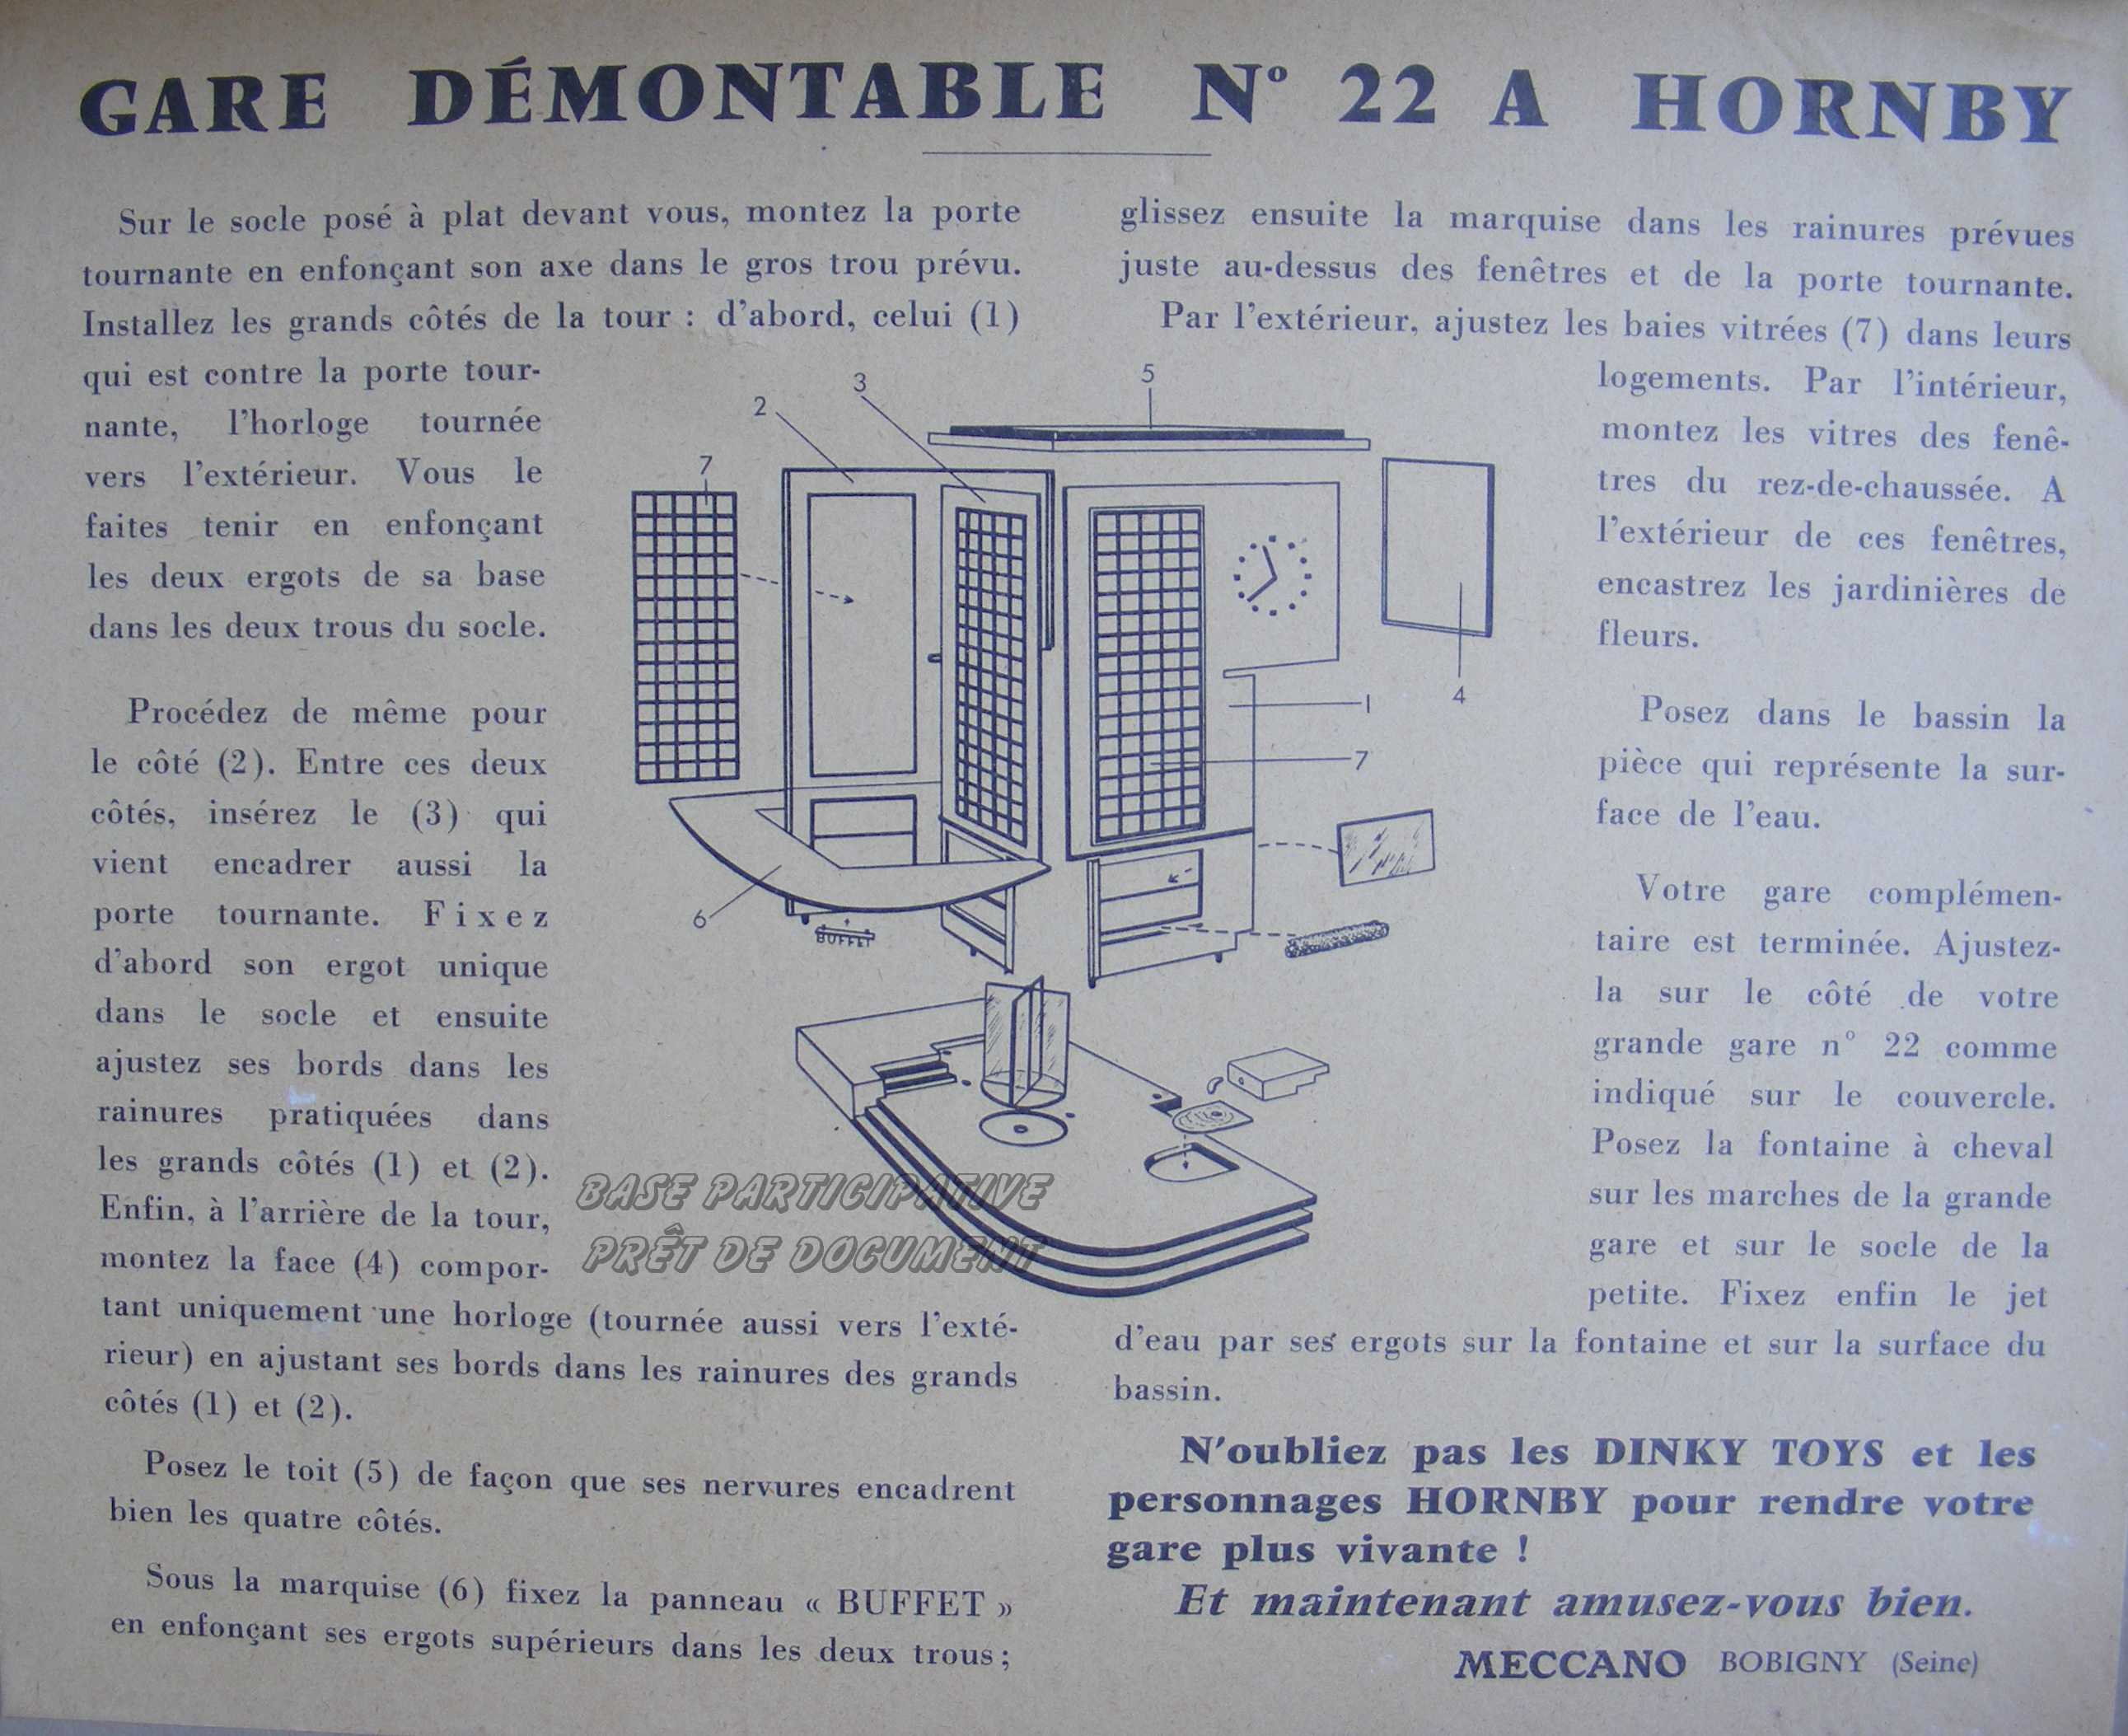 GARE DÉMONTABLE N° 22 A HORNBY
Sur le socle posé à plat devant vous, montez la porte
tournante en enfonçant son axe dans le gros trou prévu.
Installez les grands côtés de la tour : d'abord, celui (1)
qui est contre la porte tour-
nante, l'horloge tournée
vers l'extérieur. Vous le
faites tenir en enfonçant
les deux ergots de sa base
dans les deux trous du socle.
Procédez de même pour
le côté (2). Entre ces deux
côtés, insérez le (3) qui
vient encadrer aussi la
porte tournante. Fixez
d'abord son ergot unique
dans le socle et ensuite
ajustez ses bords dans les
rainures pratiquées dans
les grands côtés (1) et (2).
Enfin, à l'arrière de la tour,
montez la face (4) compor-
tant uniquement une horloge (tournée aussi vers l'exté-
rieur) en ajustant ses bords dans les rainures des grands
côtés (1) et (2).
Posez le toit (5) de façon que ses nervures encadrent
bien les quatre côtés.
Sous la marquise (6) fixez la panneau « BUFFET »
en enfonçant ses ergots supérieurs dans les deux trous ;
2
3
5
7
4
1
7
6
BUFFET
BASE PARTICIPATIVE
PRÊT DE DOCUMENT
glissez ensuite la marquise dans les rainures prévues
juste au-dessus des fenêtres et de la porte tournante.
Par l'extérieur, ajustez les baies vitrées (7) dans leurs
logements. Par l'intérieur,
montez les vitres des fenê-
tres du rez-de-chaussée. A
l'extérieur de ces fenêtres,
encastrez les jardinières de
fleurs.
Posez dans le bassin la
pièce qui représente la sur-
face de l'eau.
Votre gare complémen-
taire est terminée. Ajustez-
la sur le côté de votre
grande gare n° 22 comme
indiqué sur le couvercle.
Posez la fontaine à cheval
sur les marches de la grande
gare et sur le socle de la
petite. Fixez enfin le jet
d'eau par ses ergots sur la fontaine et sur la surface du
bassin.
N'oubliez pas les DINKY TOYS et les
personnages HORNBY pour rendre votre
gare plus vivante !
Et maintenant amusez-vous bien.
MECCANO BOBIGNY (Seine)